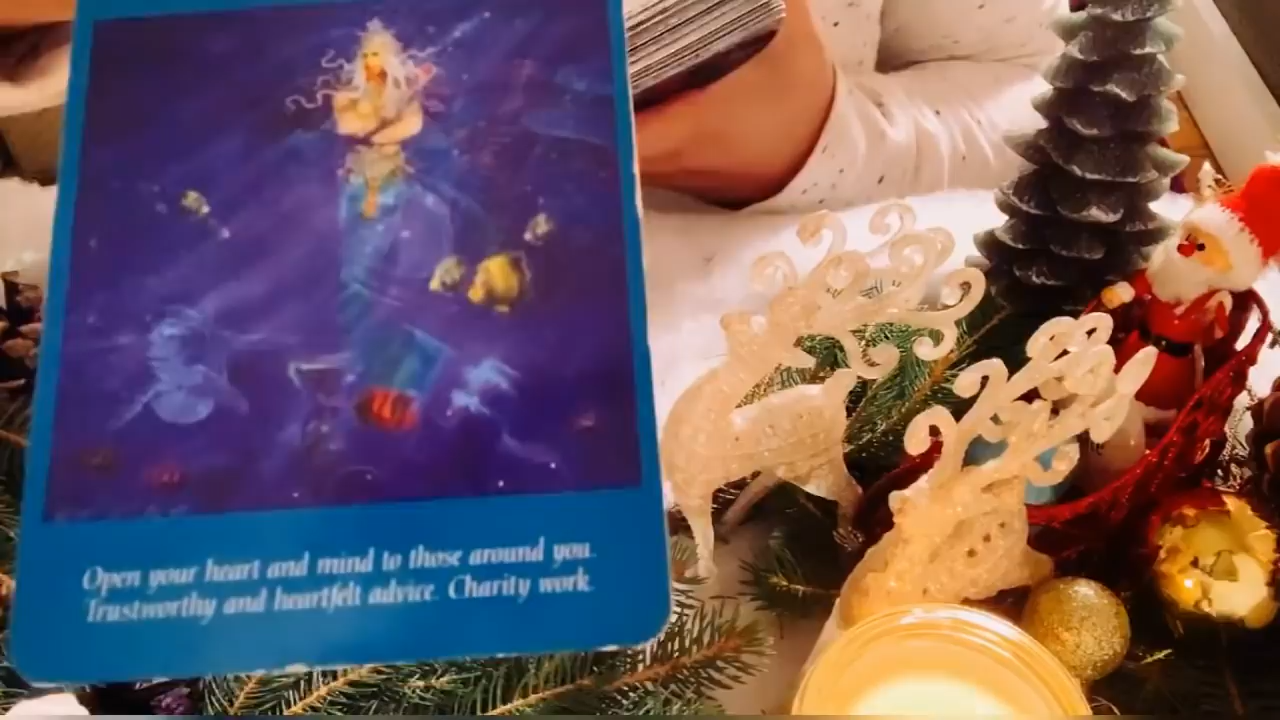 Open your heart and mind to those around you.
Trustworthy and heartfelt advice. Charity work.